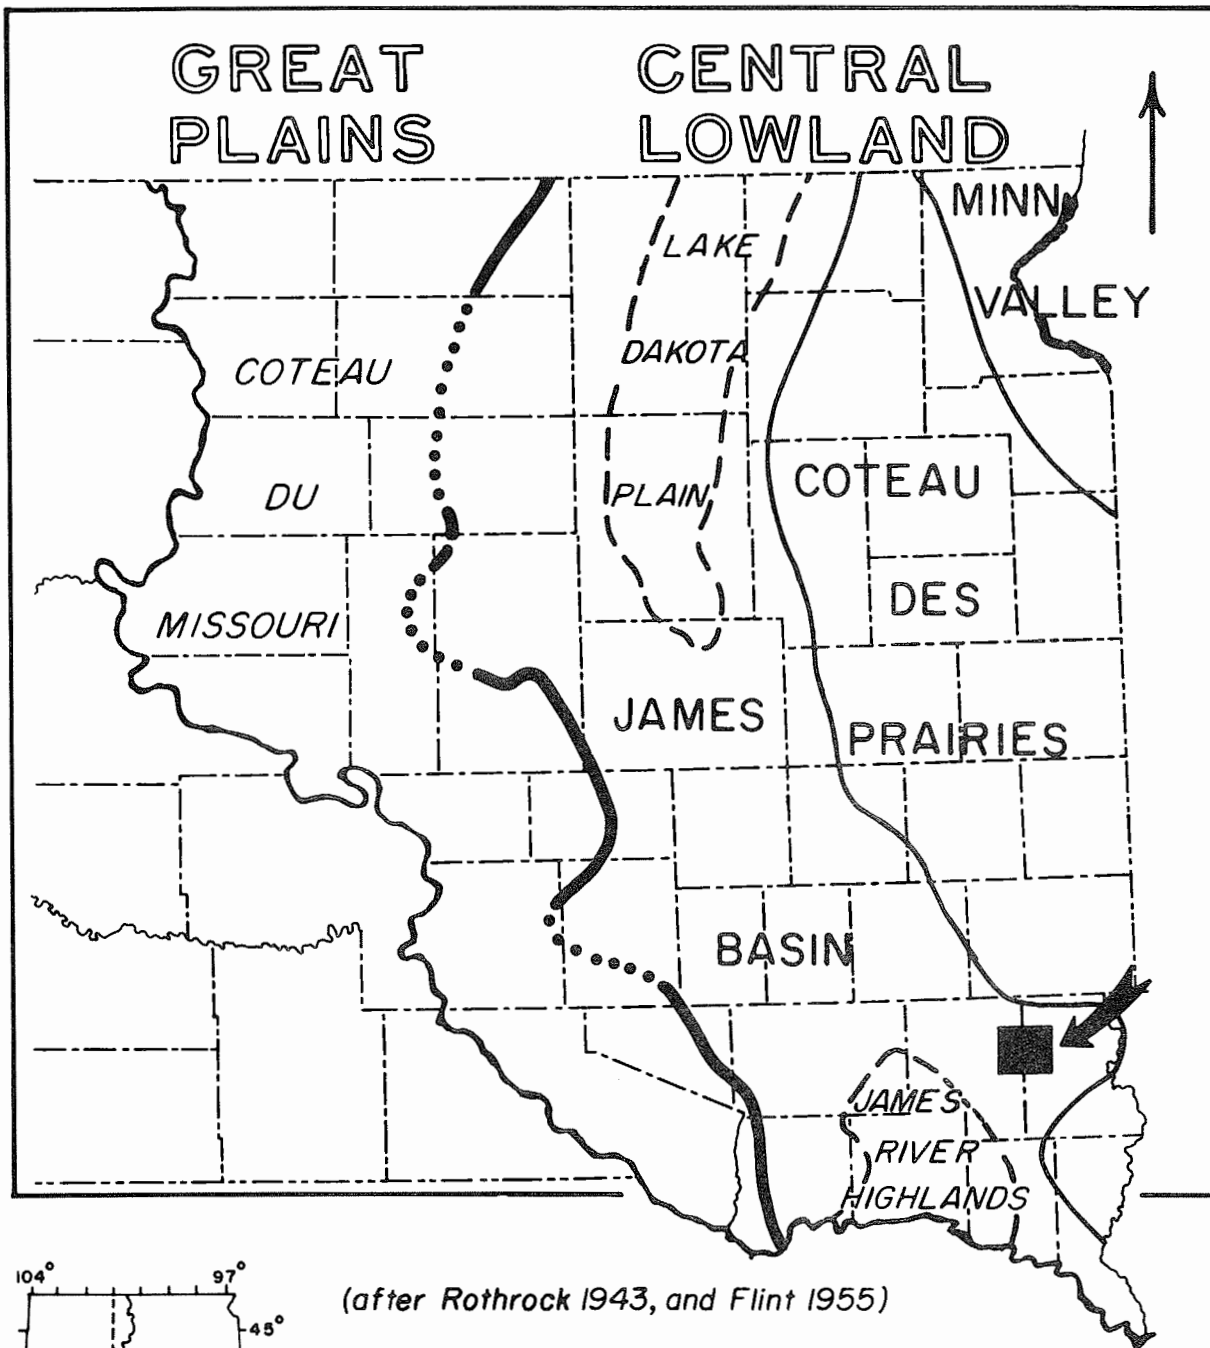 GREAT
PLAINS
CENTRAL
LOWLAND
MINN
VALLEY
LAKE
DAKOTA
PLAIN
COTEAU
DU
MISSOURI
COTEAU
DES
PRAIRIES
JAMES
BASIN
JAMES
RIVER
HIGHLANDS
104° 97°
45°
(after Rothrock 1943, and Flint 1955)